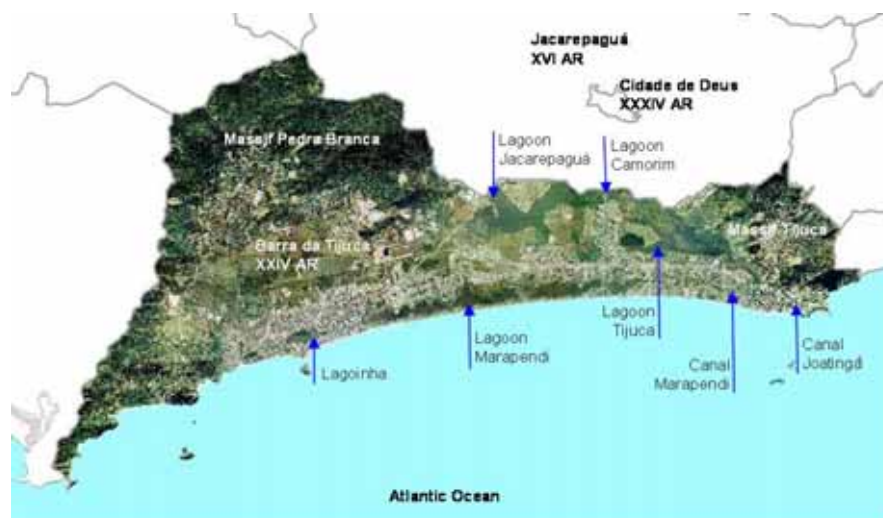 Jacarepaguá
XVI AR
Cidade de Deus
XXXIV AR
Massif Pedra Branca
Lagoon
Jacarepaguá
Lagoon
Camorim
Barra da Tijuca
XXIV AR
Massif Tijuca
Lagoinha
Lagoon
Marapendi
Lagoon
Tijuca
Canal
Marapendi
Canal
Joatingá
Atlantic Ocean